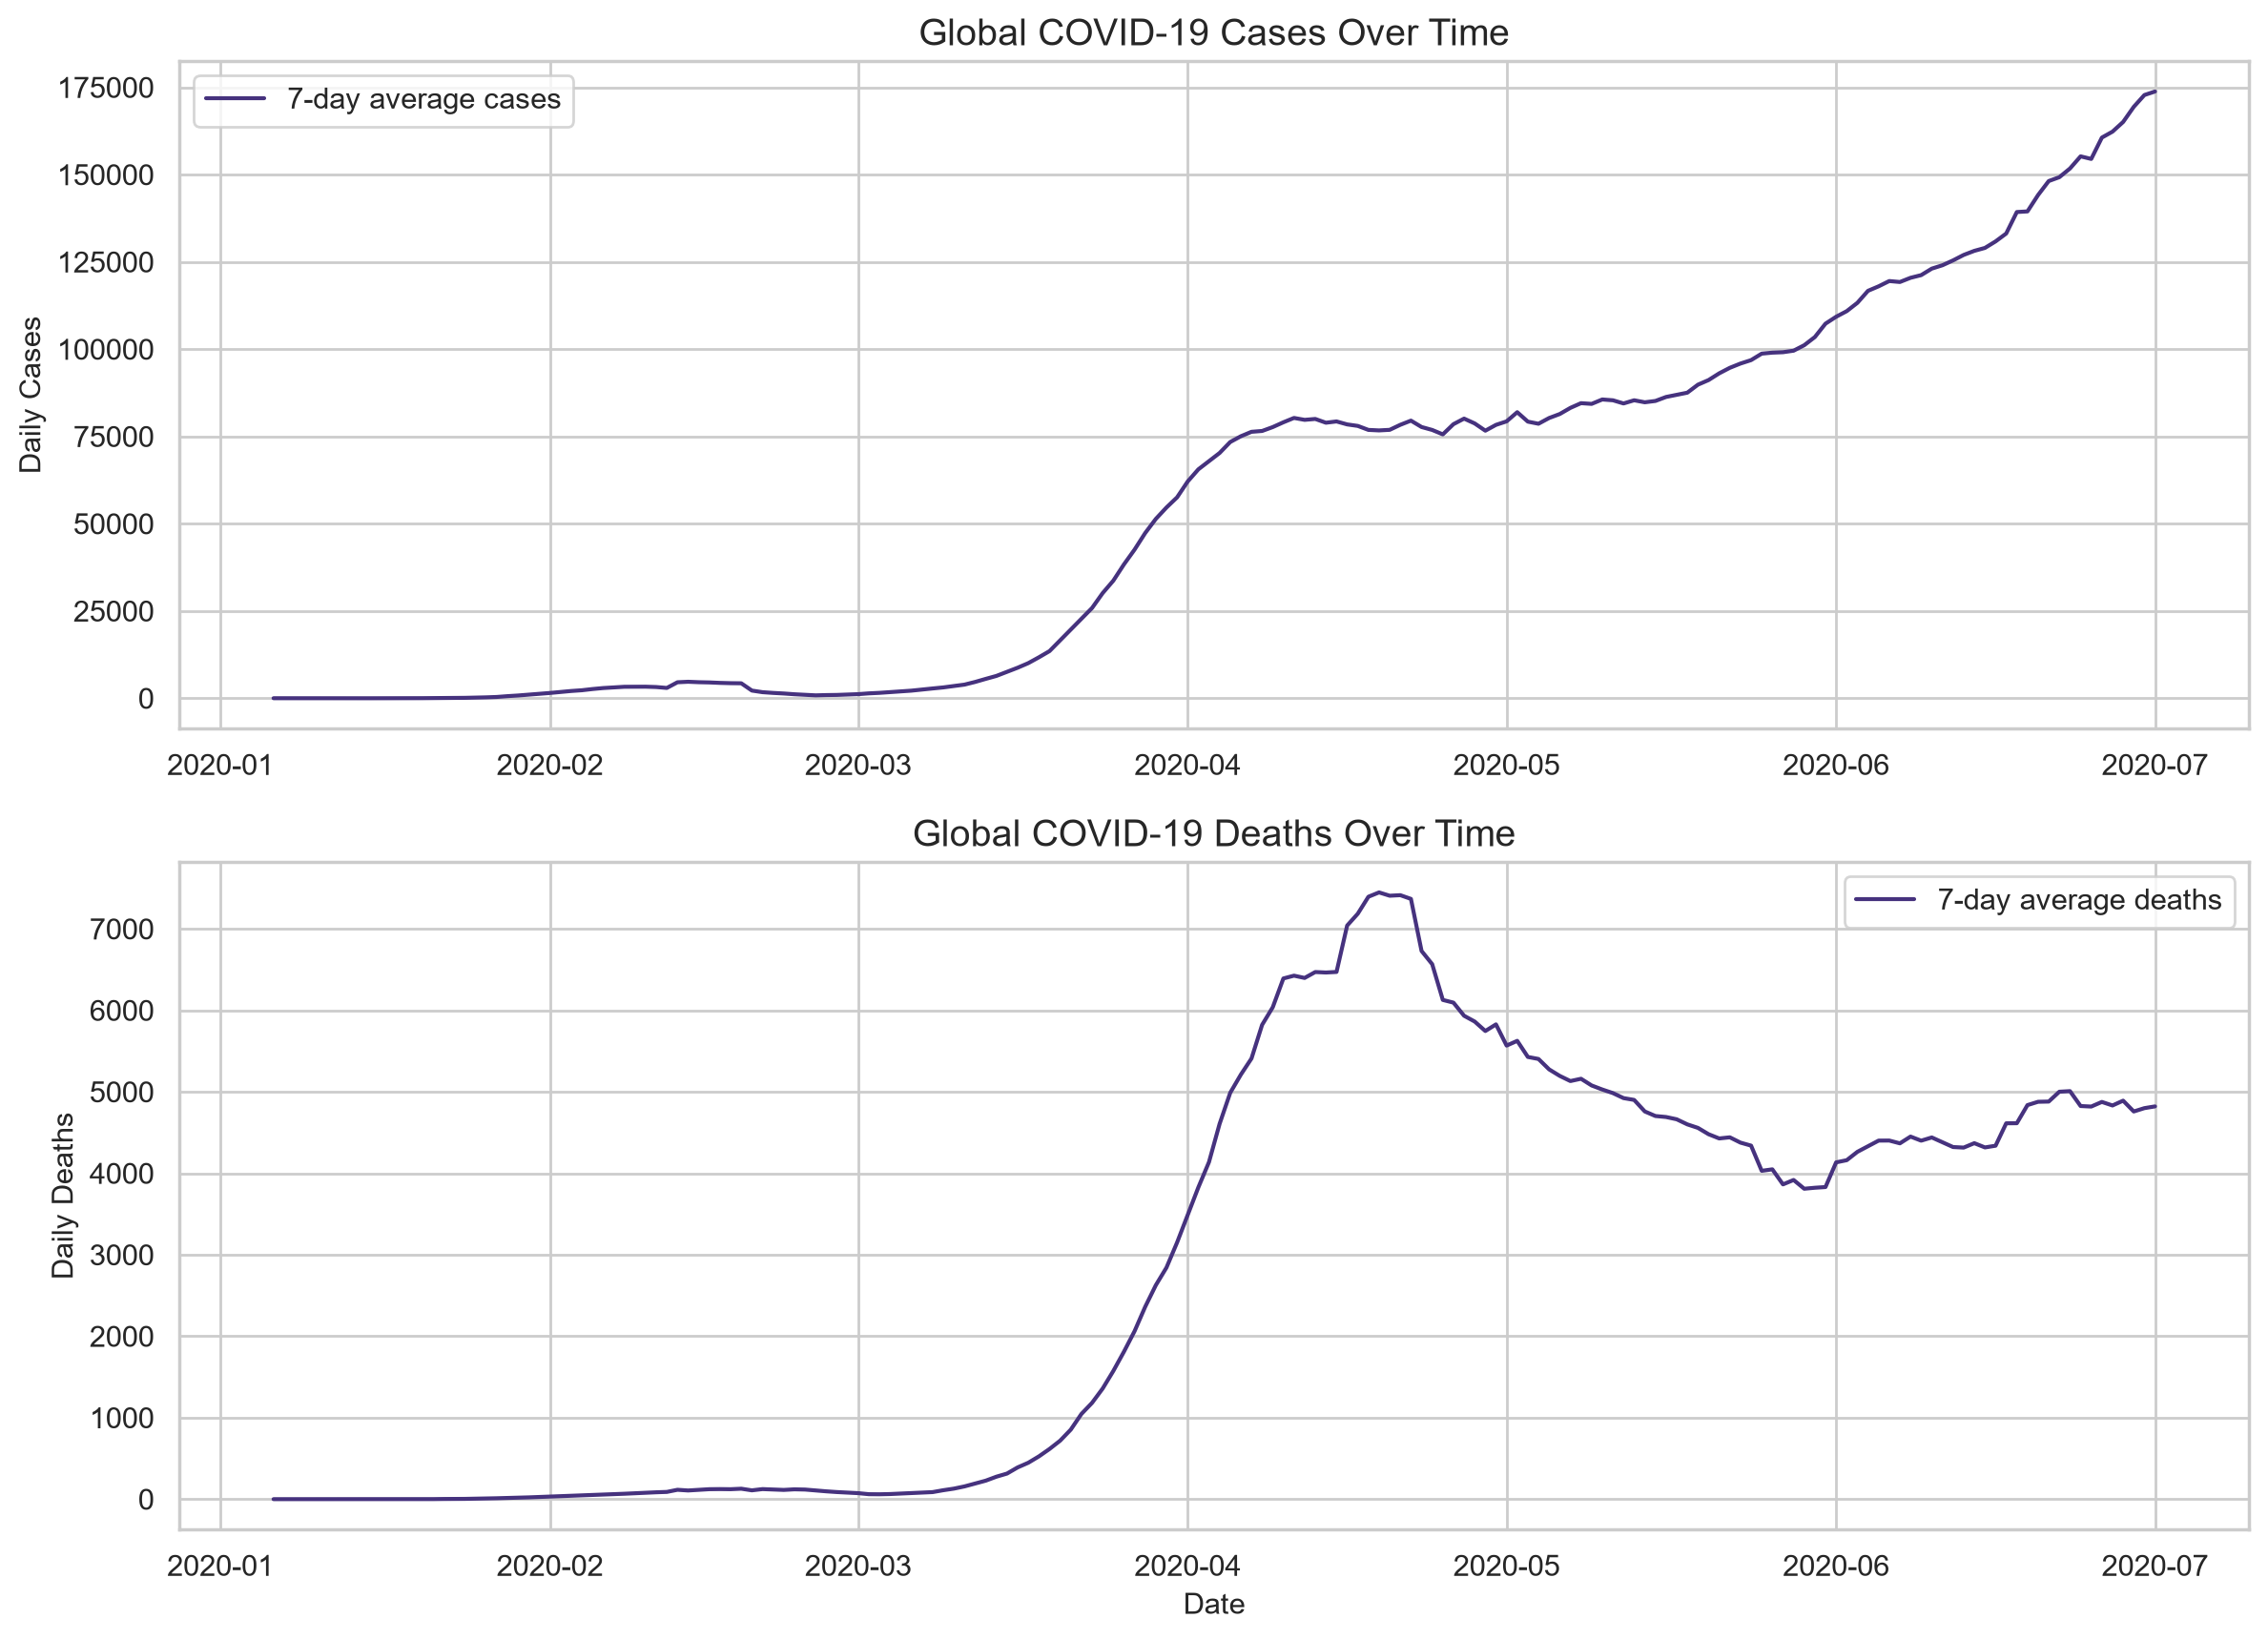 Global COVID-19 Cases Over Time
175000
150000
125000
100000
75000
50000
25000
0
Daily Cases
7-day average cases
2020-01 2020-02 2020-03 2020-04 2020-05 2020-06 2020-07
Global COVID-19 Deaths Over Time
7000
6000
5000
4000
3000
2000
1000
0
Daily Deaths
7-day average deaths
2020-01 2020-02 2020-03 2020-04 2020-05 2020-06 2020-07
Date